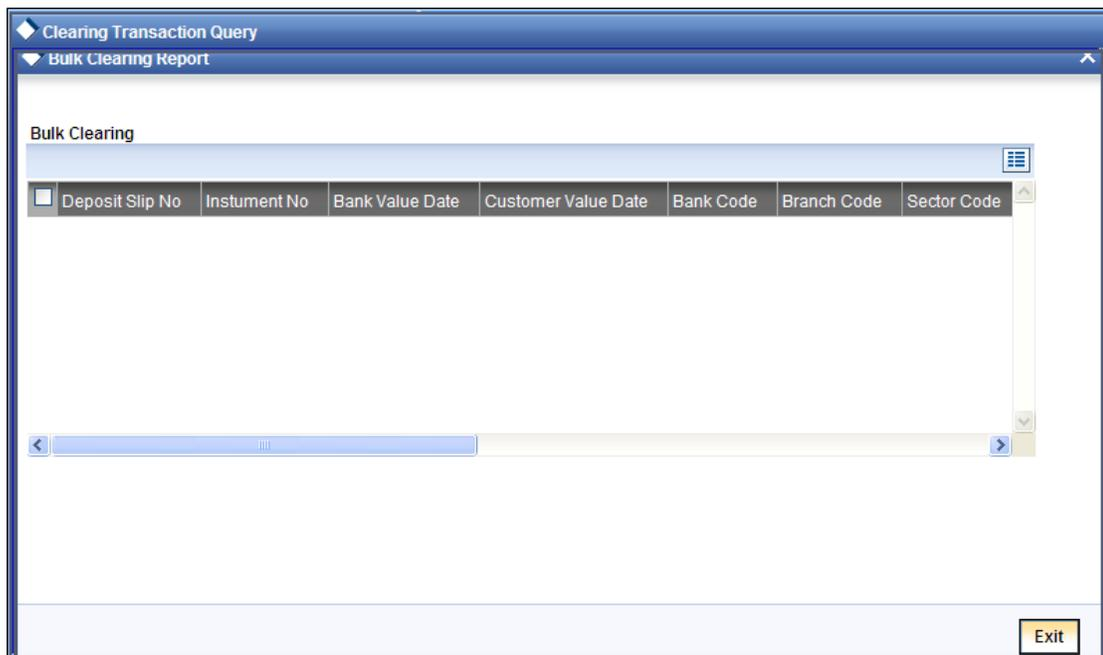 Clearing Transaction Query
Bulk Clearing Report
Bulk Clearing
Deposit Slip No Instument No Bank Value Date Customer Value Date Bank Code Branch Code Sector Code
Exit